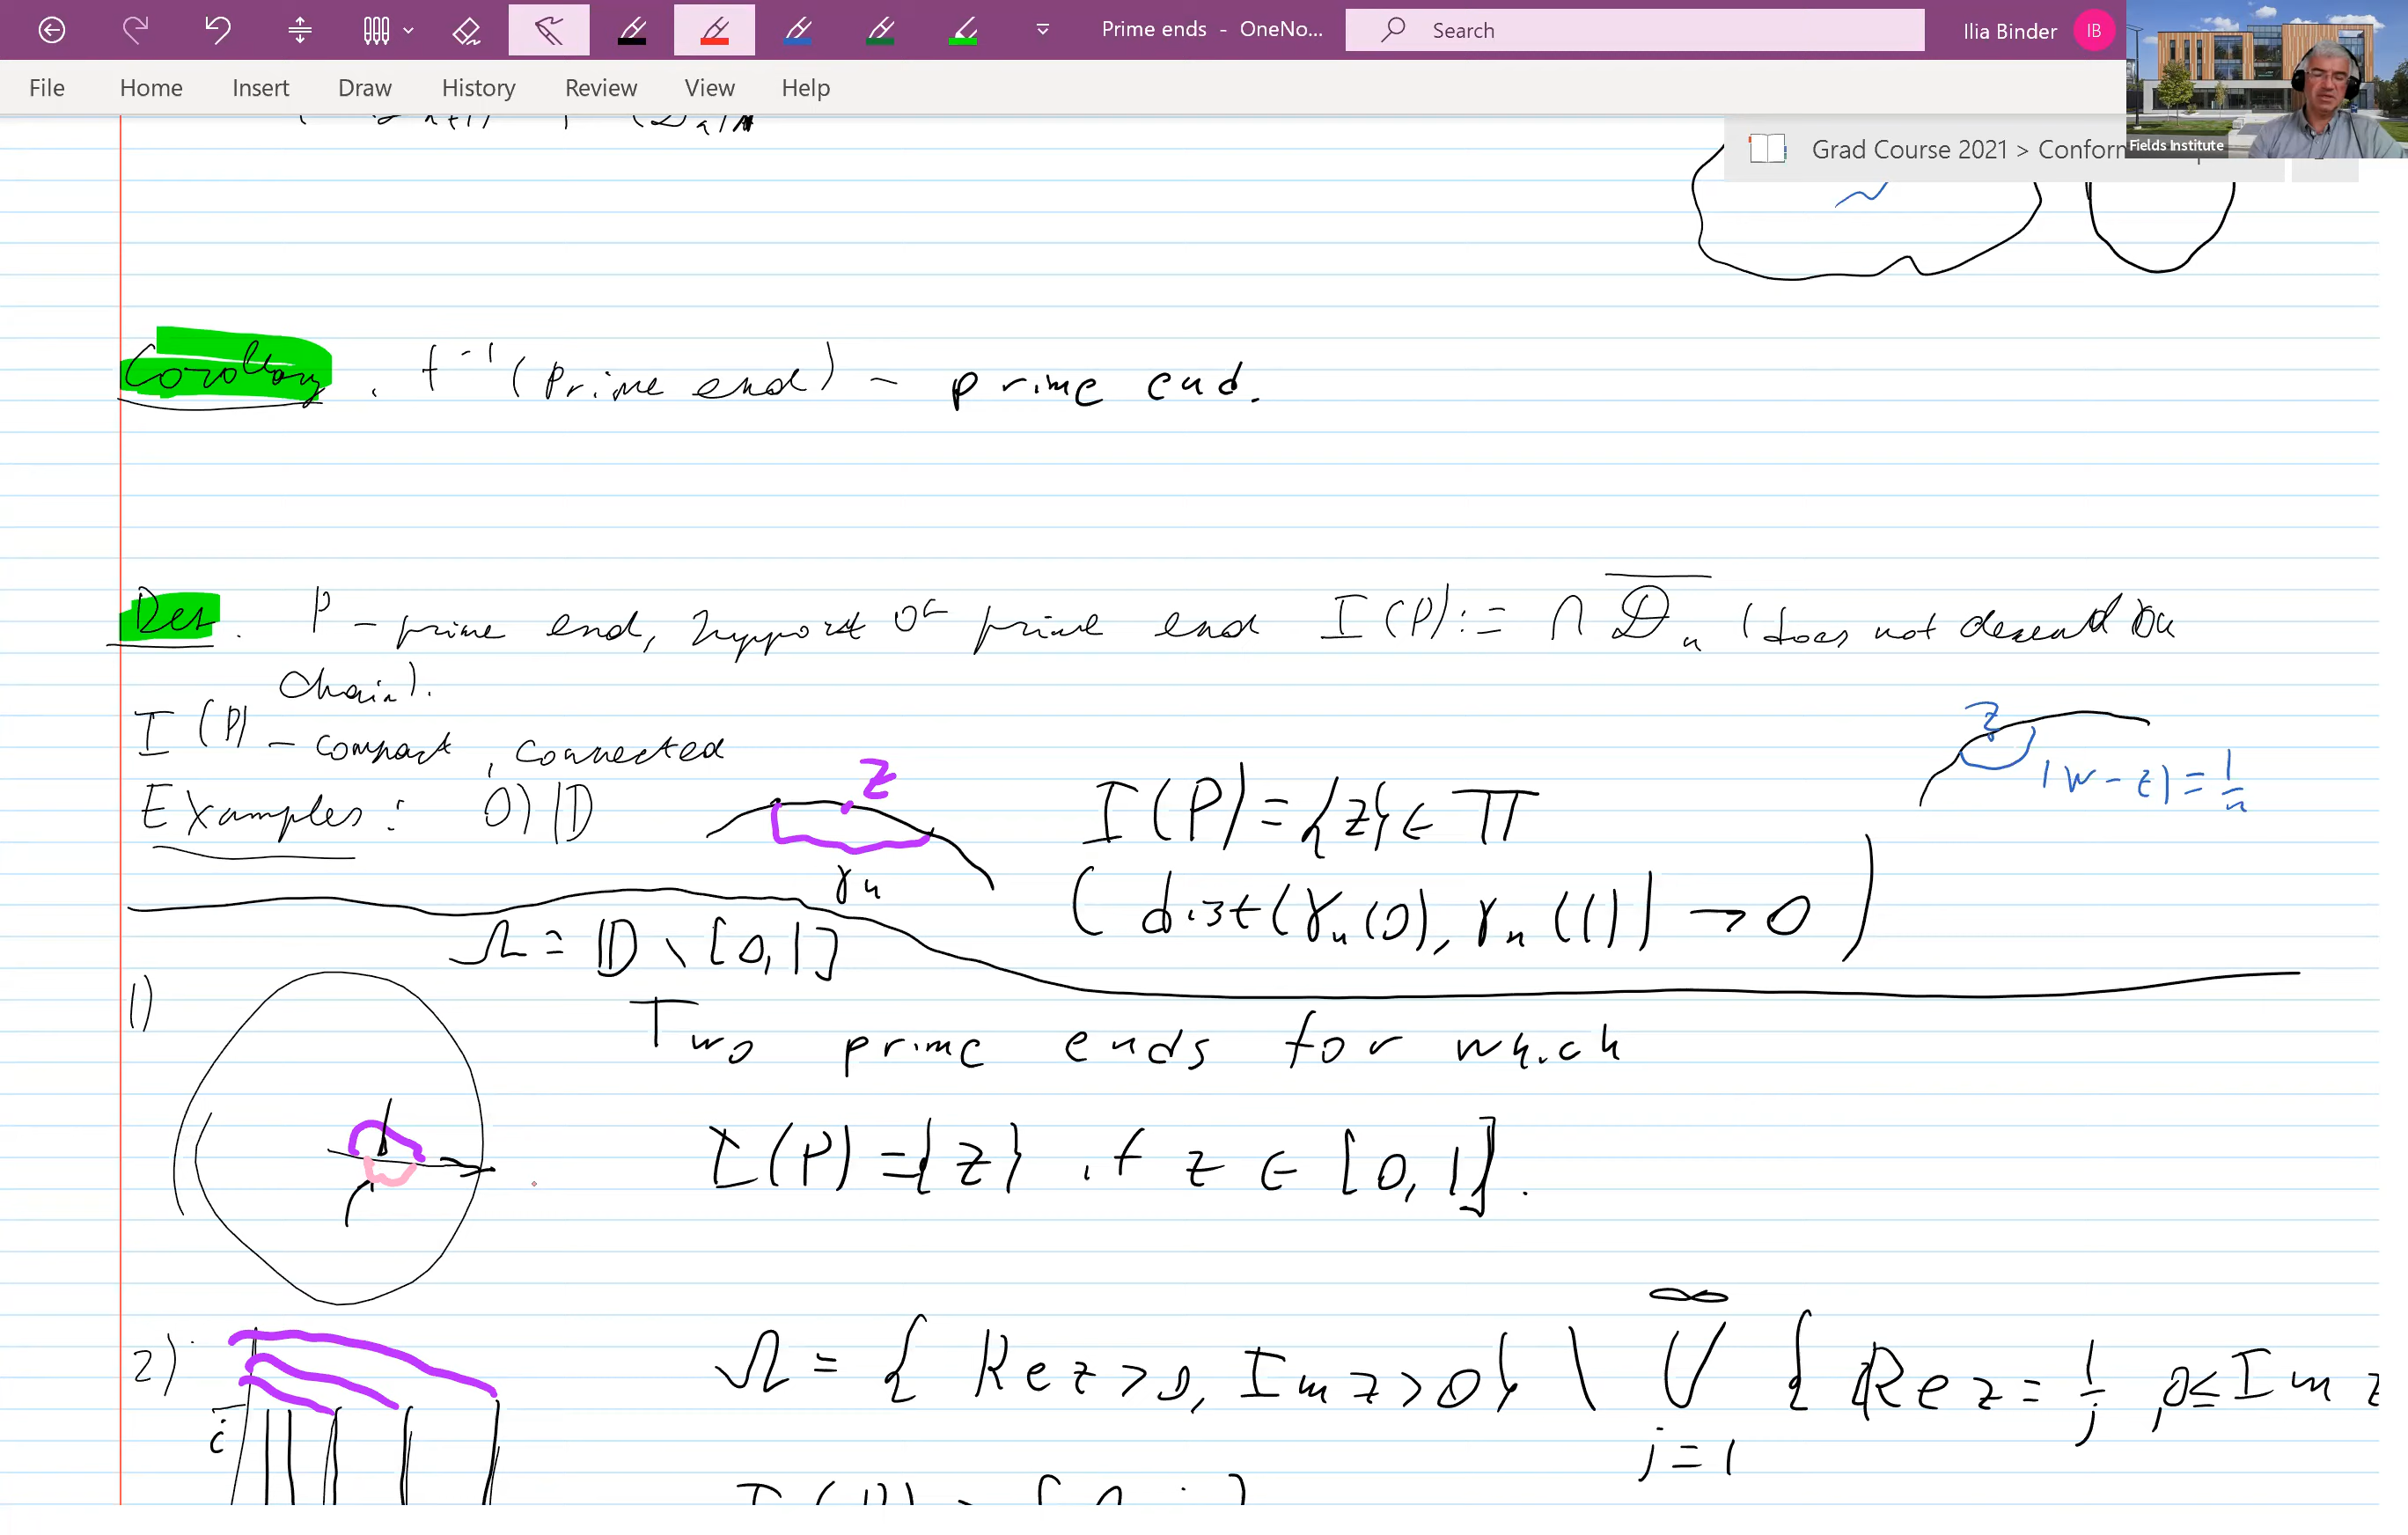 Prime ends - OneNo...
Search
Ilia Binder
IB
File Home Insert Draw History Review View Help
Grad Course 2021 > Conform
Fields Institute
Corollary. f⁻¹(prime end) - prime end.
Def. P - prime end, support of prime end I(P) := ∩ D̅ₙ (does not depend on
chain).
I(P) - compact, connected
z
|w - z| = 1/n
Examples: 0) 𝔻
z
γₙ
I(P) = {z} ∈ Π
(dist(γₙ(0), γₙ(1)) → 0)
Ω = 𝔻 \ [0,1]
1)
Two prime ends for which
I(P) = {z} if z ∈ [0,1].
2)
i
Ω = {Re z > 0, Im z > 0} \ ∞ ⋃ j=1 {Re z = 1/j, 0 ≤ Im z